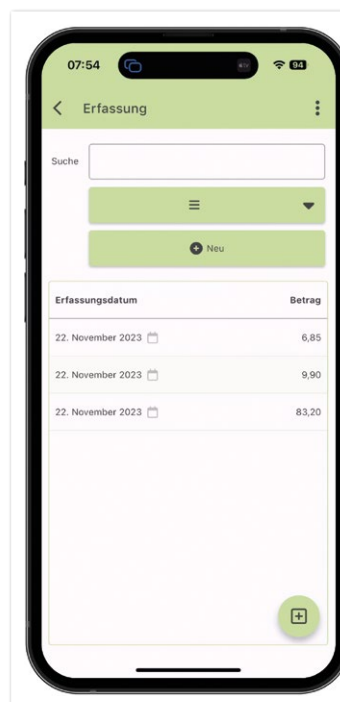 07:54
94
Erfassung
Suche
Neu
Erfassungsdatum Betrag
22. November 2023 6,85
22. November 2023 9,90
22. November 2023 83,20